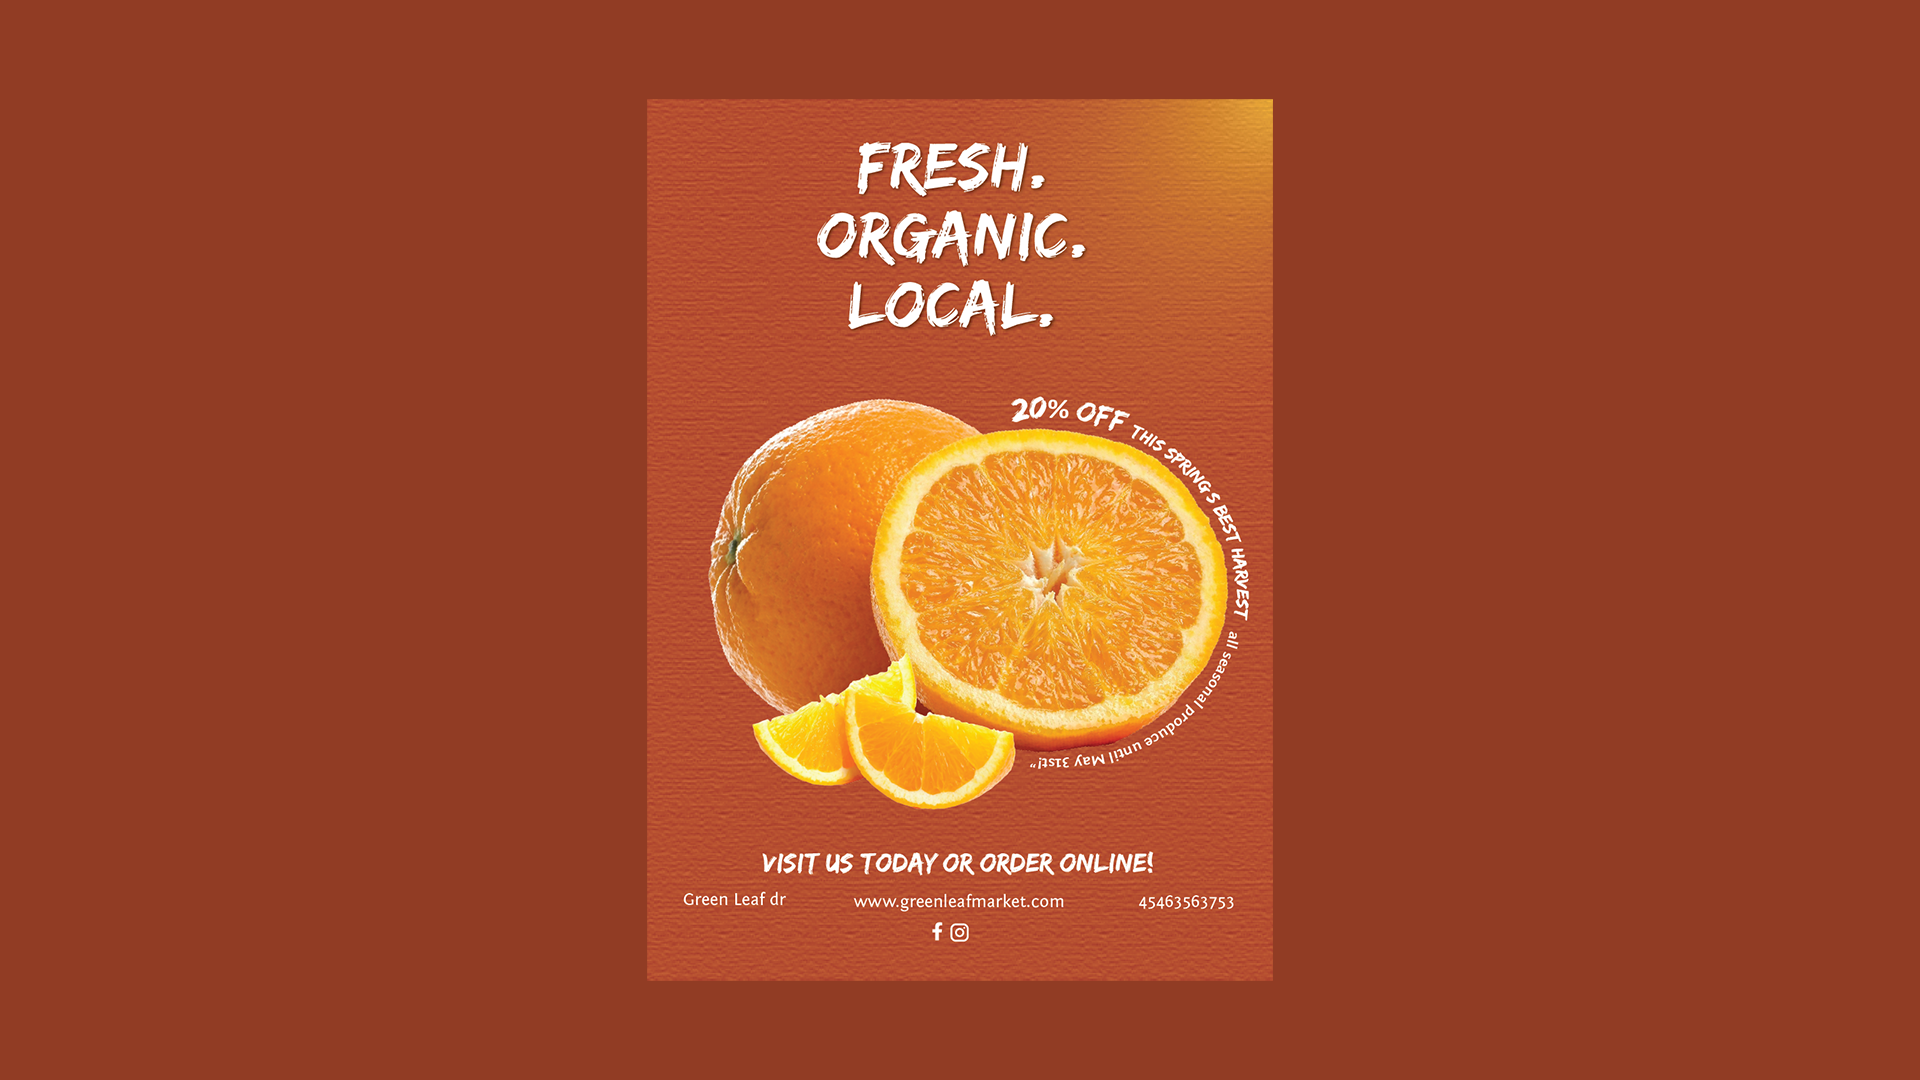 FRESH.
ORGANIC.
LOCAL.
20% OFF THIS SPRING'S BEST HARVEST all seasonal produce until May 31st!"
VISIT US TODAY OR ORDER ONLINE!
Green Leaf dr
www.greenleafmarket.com
45463563753